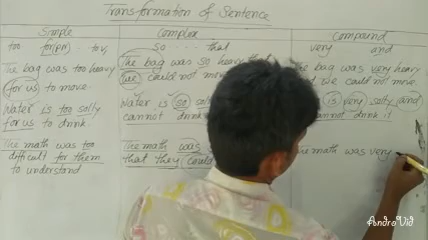 Transformation of Sentence
Simple
too for(pn) to v1
The bag was too heavy
for us to move.
Water is too solty
for us to drink.
The math was too
difficult for them
to understand
Complex
so that
The bag was so heavy that
we could not move
Water is so
cannot drink
The math was
that they could
Compound
very and
The bag was very heavy
and we could not move
is very salty and
cannot drink it
The math was very
AndroVid